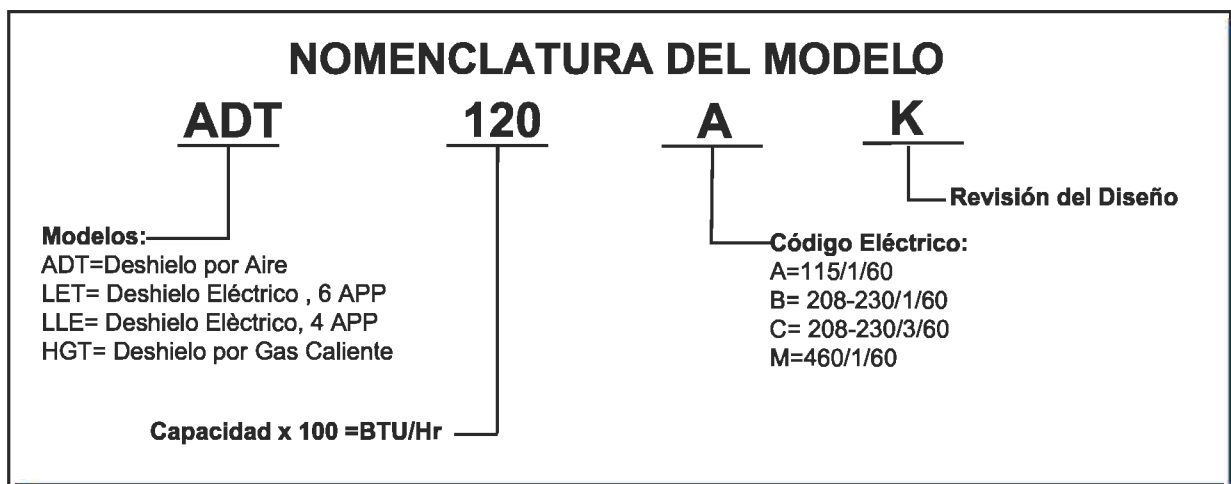 NOMENCLATURA DEL MODELO
ADT 120 A K
Revisión del Diseño
Modelos:
ADT=Deshielo por Aire
LET= Deshielo Eléctrico , 6 APP
LLE= Deshielo Elèctrico, 4 APP
HGT= Deshielo por Gas Caliente
Código Eléctrico:
A=115/1/60
B= 208-230/1/60
C= 208-230/3/60
M=460/1/60
Capacidad x 100 =BTU/Hr